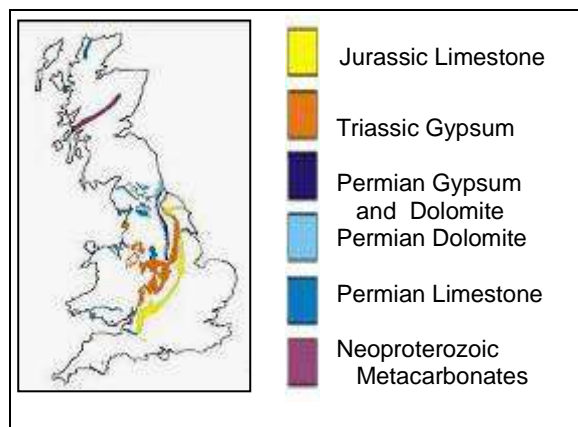 Jurassic Limestone
Triassic Gypsum
Permian Gypsum
and Dolomite
Permian Dolomite
Permian Limestone
Neoproterozoic
Metacarbonates